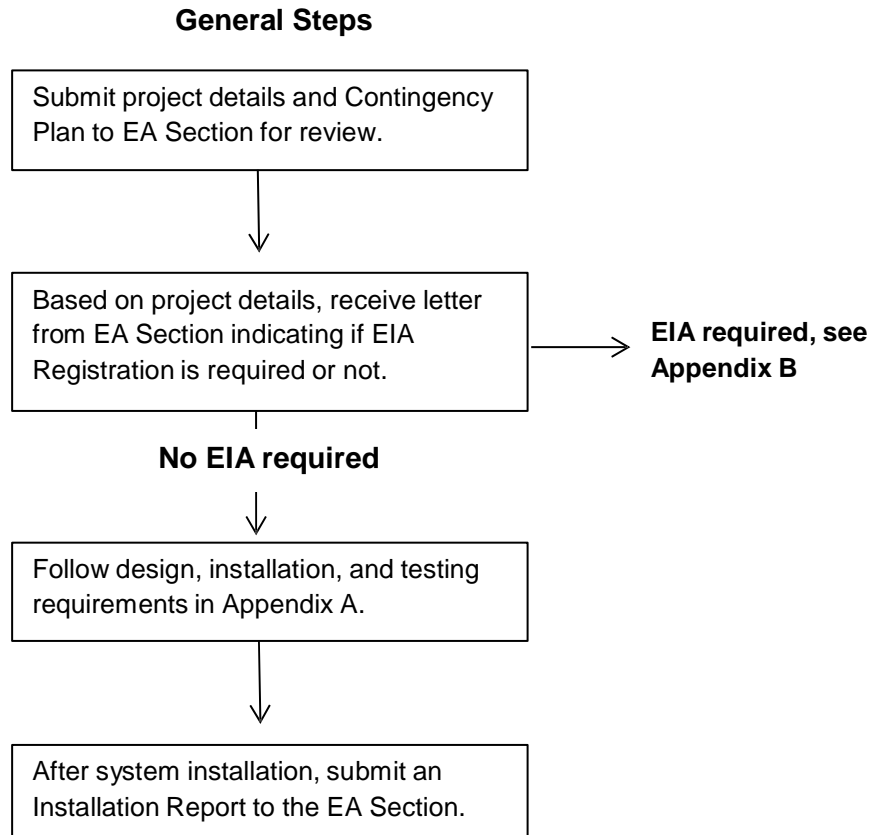 General Steps
Submit project details and Contingency
Plan to EA Section for review.
Based on project details, receive letter
from EA Section indicating if EIA
Registration is required or not.
EIA required, see
Appendix B
No EIA required
Follow design, installation, and testing
requirements in Appendix A.
After system installation, submit an
Installation Report to the EA Section.